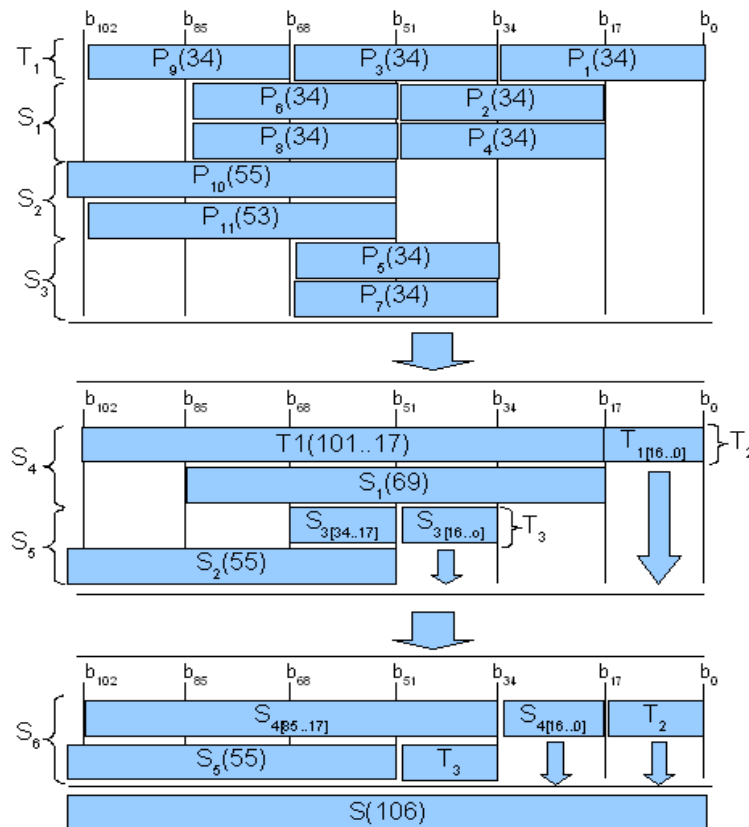 b102 b85 b68 b51 b34 b17 b0
T1 P9(34) P3(34) P1(34)
S1 P6(34) P2(34)
P8(34) P4(34)
S2 P10(55)
P11(53)
S3 P5(34)
P7(34)
b102 b85 b68 b51 b34 b17 b0
S4 T1(101..17) T1[16..0] T2
S1(69)
S5 S3[34..17] S3[16..o] T3
S2(55)
b102 b85 b68 b51 b34 b17 b0
S6 S4[85..17] S4[16..0] T2
S5(55) T3
S(106)